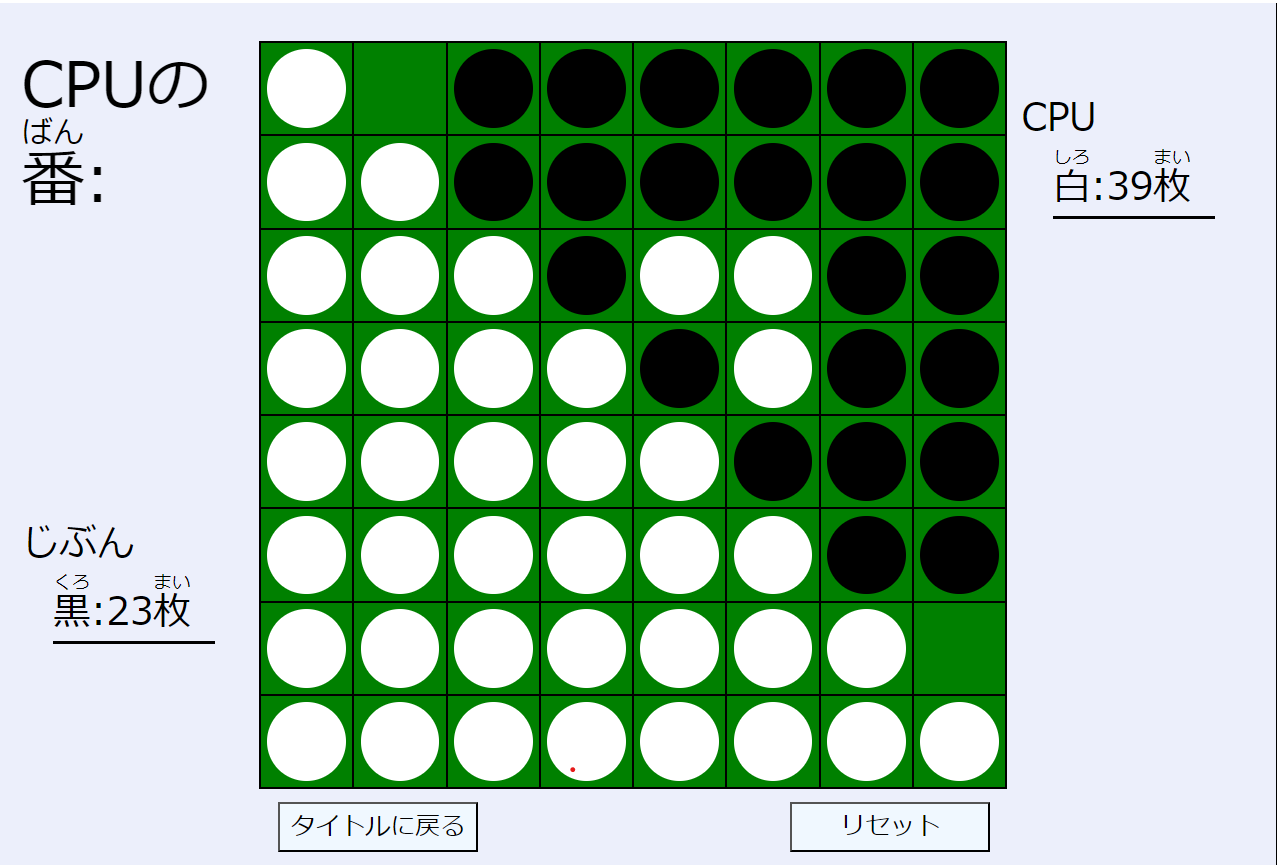 CPUの
ばん
番:
CPU
しろ まい
白:39枚
じぶん
くろ まい
黒:23枚
タイトルに戻る
リセット